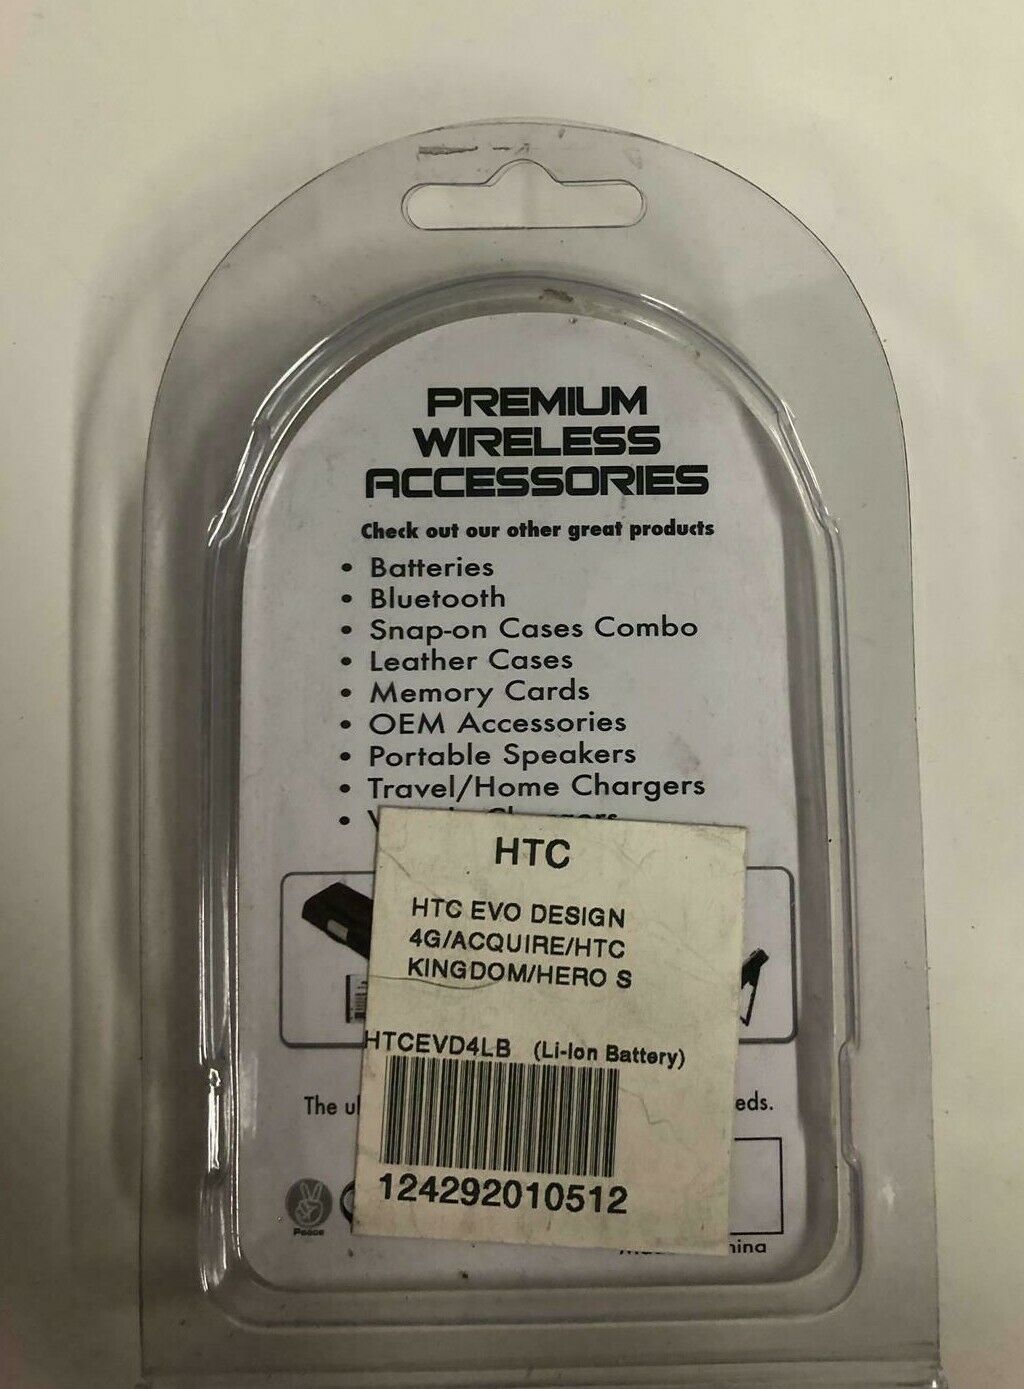 PREMIUM
WIRELESS
ACCESSORIES
Check out our other great products
• Batteries
• Bluetooth
• Snap-on Cases Combo
• Leather Cases
• Memory Cards
• OEM Accessories
• Portable Speakers
• Travel/Home Chargers
• Chargers
HTC
HTC EVO DESIGN
4G/ACQUIRE/HTC
KINGDOM/HERO S
HTCEVD4LB (Li-Ion Battery)
The eds.
124292010512
Peace